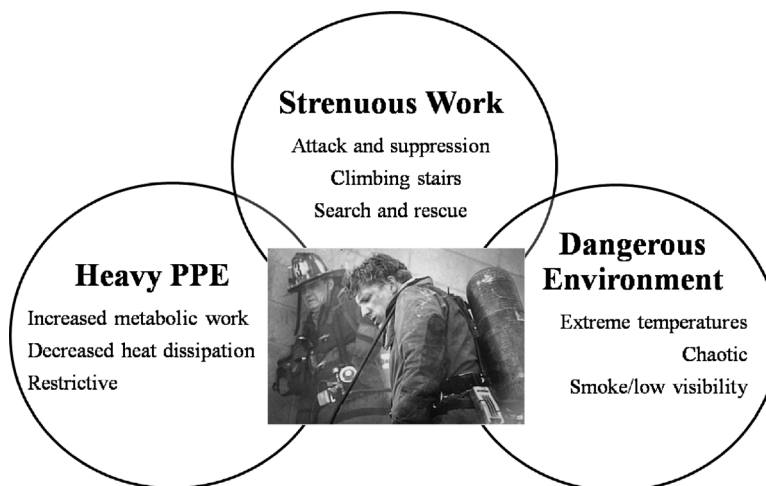 Strenuous Work
Attack and suppression
Climbing stairs
Search and rescue
Heavy PPE
Increased metabolic work
Decreased heat dissipation
Restrictive
Dangerous
Environment
Extreme temperatures
Chaotic
Smoke/low visibility